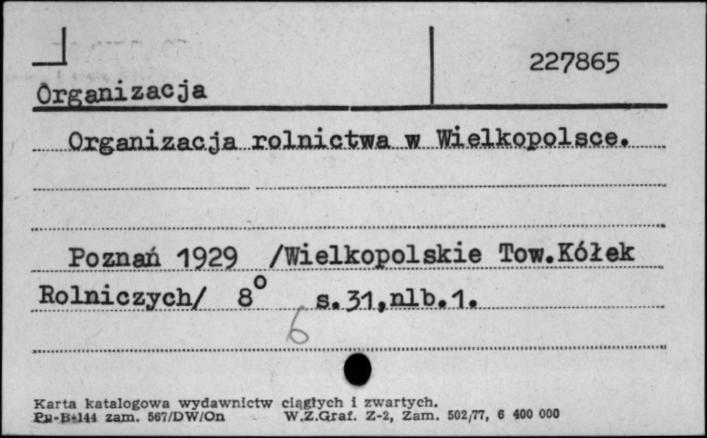 227865
Organizacja
Organizacja rolnictwa w Wielkopolsce.
Poznań 1929 /Wielkopolskie Tow.Kółek
Rolniczych/ 8° s.31,nlb.1.
6
Karta katalogowa wydawnictw ciągłych i zwartych.
Pu-B-144 zam. 567/DW/On W.Z.Graf. Z-2, Zam. 502/77, 6 400 000